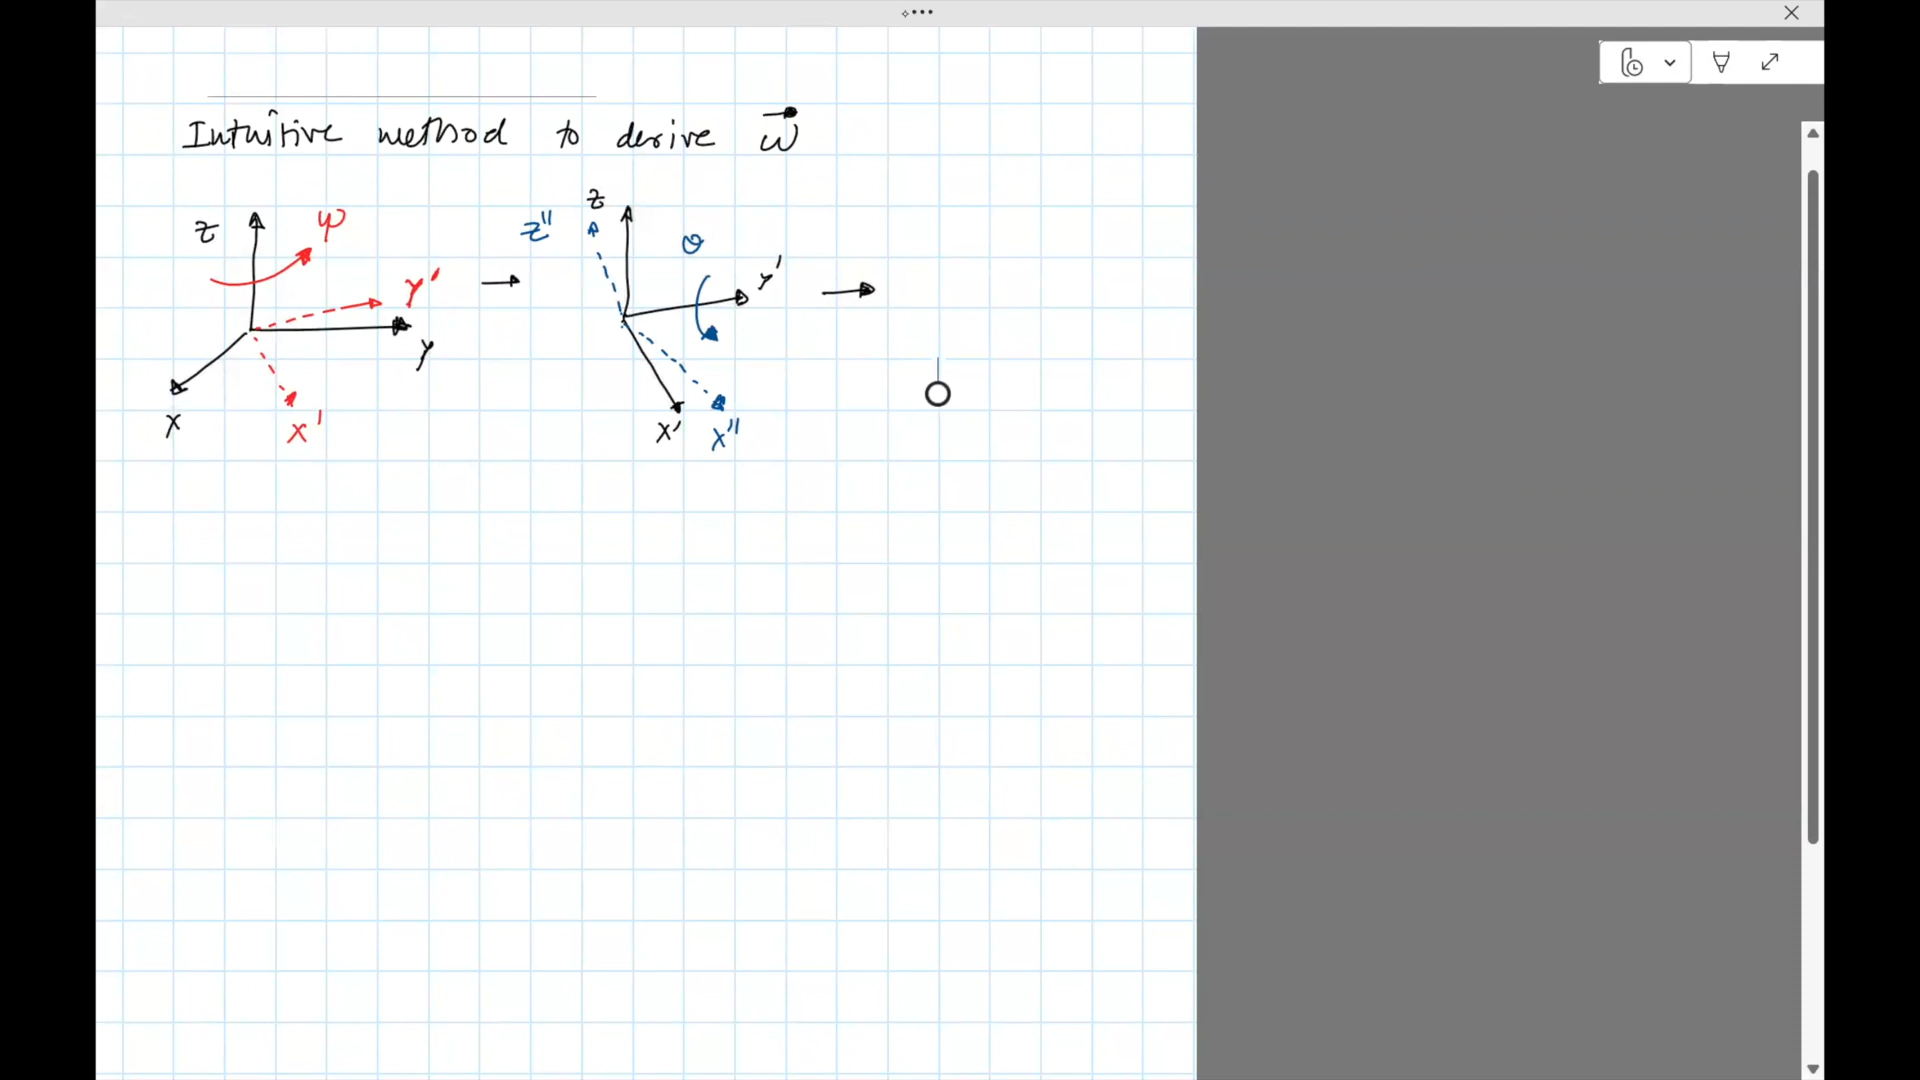 Intuitive method to derive ω⃗
z ψ y' y x x'
z'' z θ y' x' x''